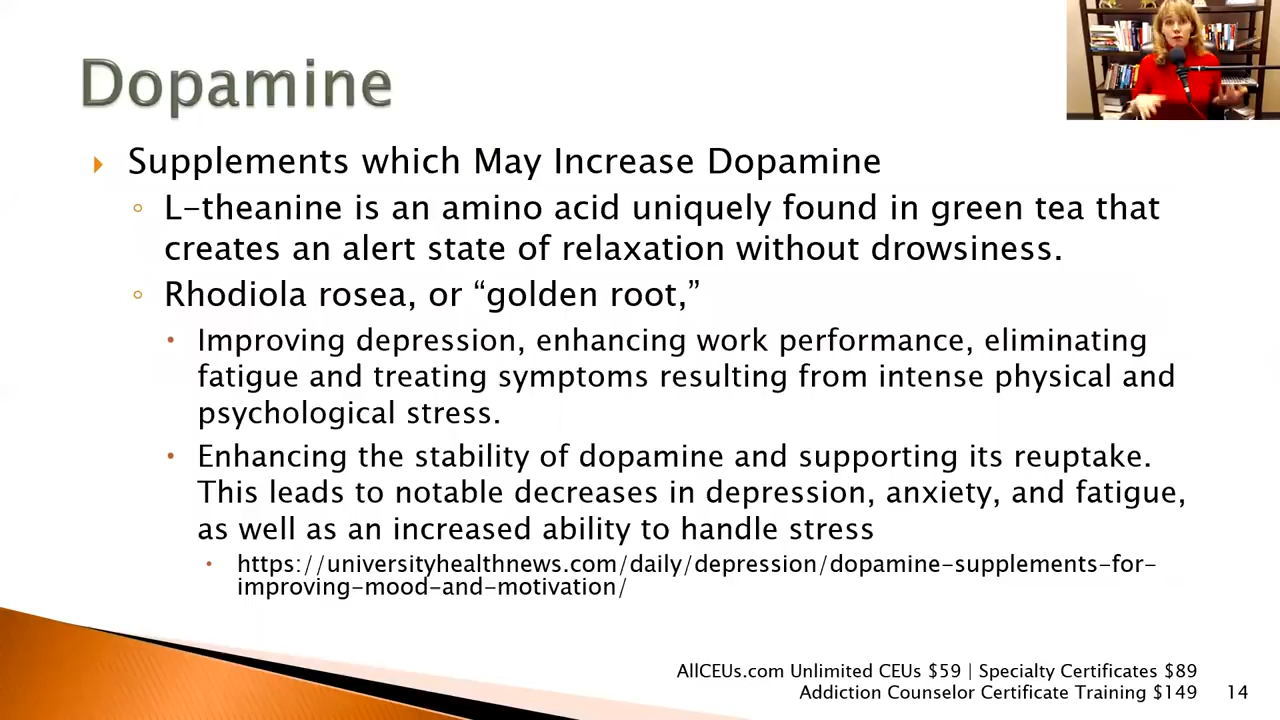 Dopamine
Supplements which May Increase Dopamine
L-theanine is an amino acid uniquely found in green tea that
creates an alert state of relaxation without drowsiness.
Rhodiola rosea, or “golden root,”
Improving depression, enhancing work performance, eliminating
fatigue and treating symptoms resulting from intense physical and
psychological stress.
Enhancing the stability of dopamine and supporting its reuptake.
This leads to notable decreases in depression, anxiety, and fatigue,
as well as an increased ability to handle stress
https://universityhealthnews.com/daily/depression/dopamine-supplements-for-
improving-mood-and-motivation/
AllCEUs.com Unlimited CEUs $59 | Specialty Certificates $89
Addiction Counselor Certificate Training $149
14